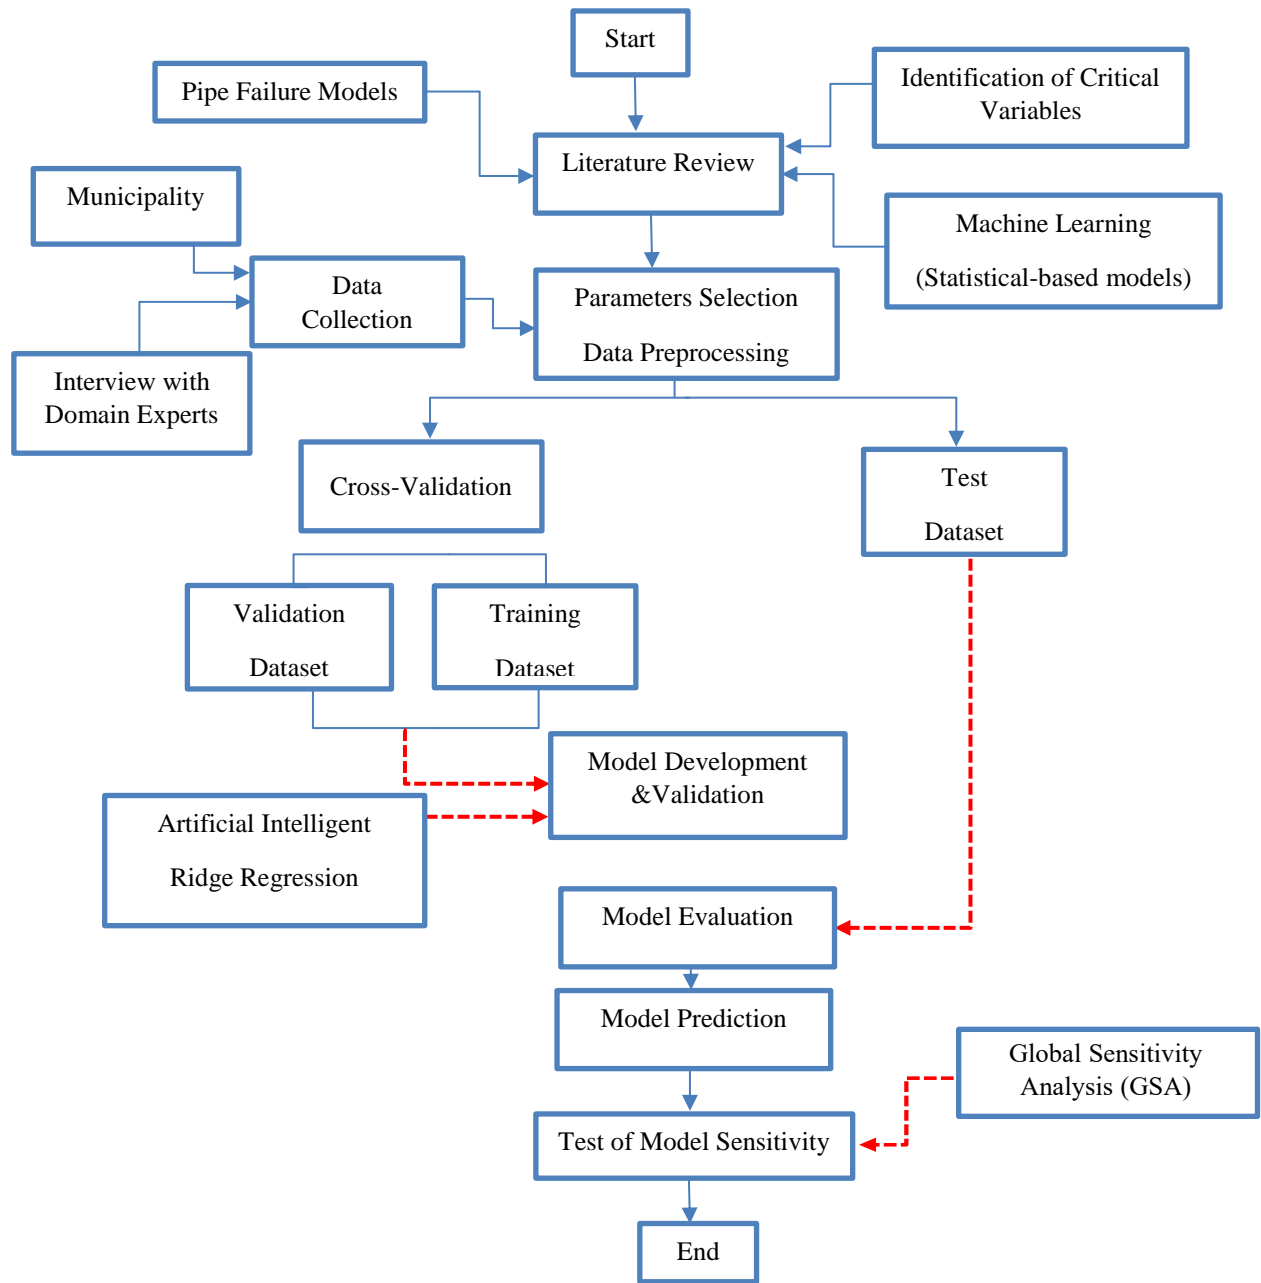 Start
Pipe Failure Models
Identification of Critical
Variables
Literature Review
Municipality
Machine Learning
(Statistical-based models)
Data
Collection
Parameters Selection
Data Preprocessing
Interview with
Domain Experts
Cross-Validation
Test
Dataset
Validation
Dataset
Training
Dataset
Model Development
&Validation
Artificial Intelligent
Ridge Regression
Model Evaluation
Model Prediction
Global Sensitivity
Analysis (GSA)
Test of Model Sensitivity
End